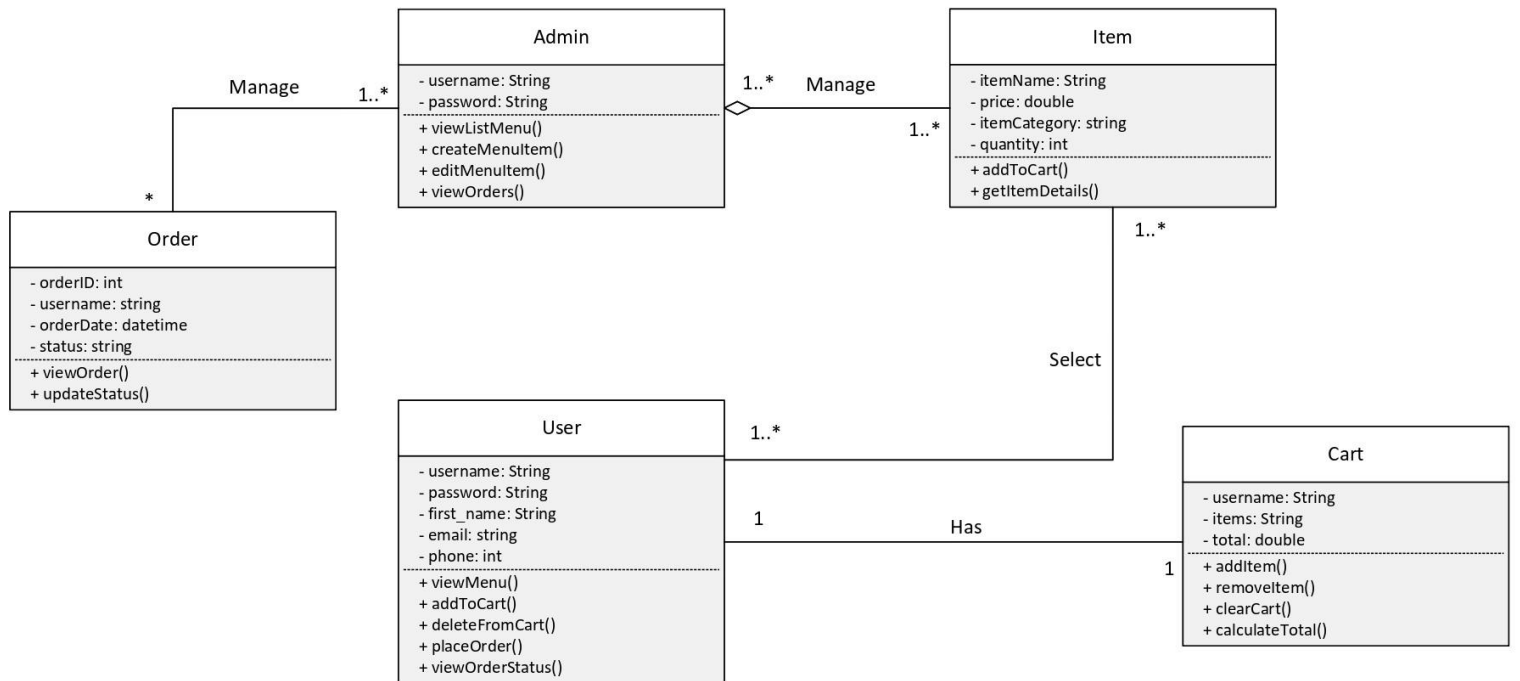 Admin
- username: String
- password: String
+ viewListMenu()
+ createMenuItem()
+ editMenuItem()
+ viewOrders()
Item
- itemName: String
- price: double
- itemCategory: string
- quantity: int
+ addToCart()
+ getItemDetails()
Manage
1..*
*
1..*
Manage
1..*
Order
- orderID: int
- username: string
- orderDate: datetime
- status: string
+ viewOrder()
+ updateStatus()
1..*
Select
1..*
User
- username: String
- password: String
- first_name: String
- email: string
- phone: int
+ viewMenu()
+ addToCart()
+ deleteFromCart()
+ placeOrder()
+ viewOrderStatus()
1
Has
1
Cart
- username: String
- items: String
- total: double
+ addItem()
+ removeItem()
+ clearCart()
+ calculateTotal()